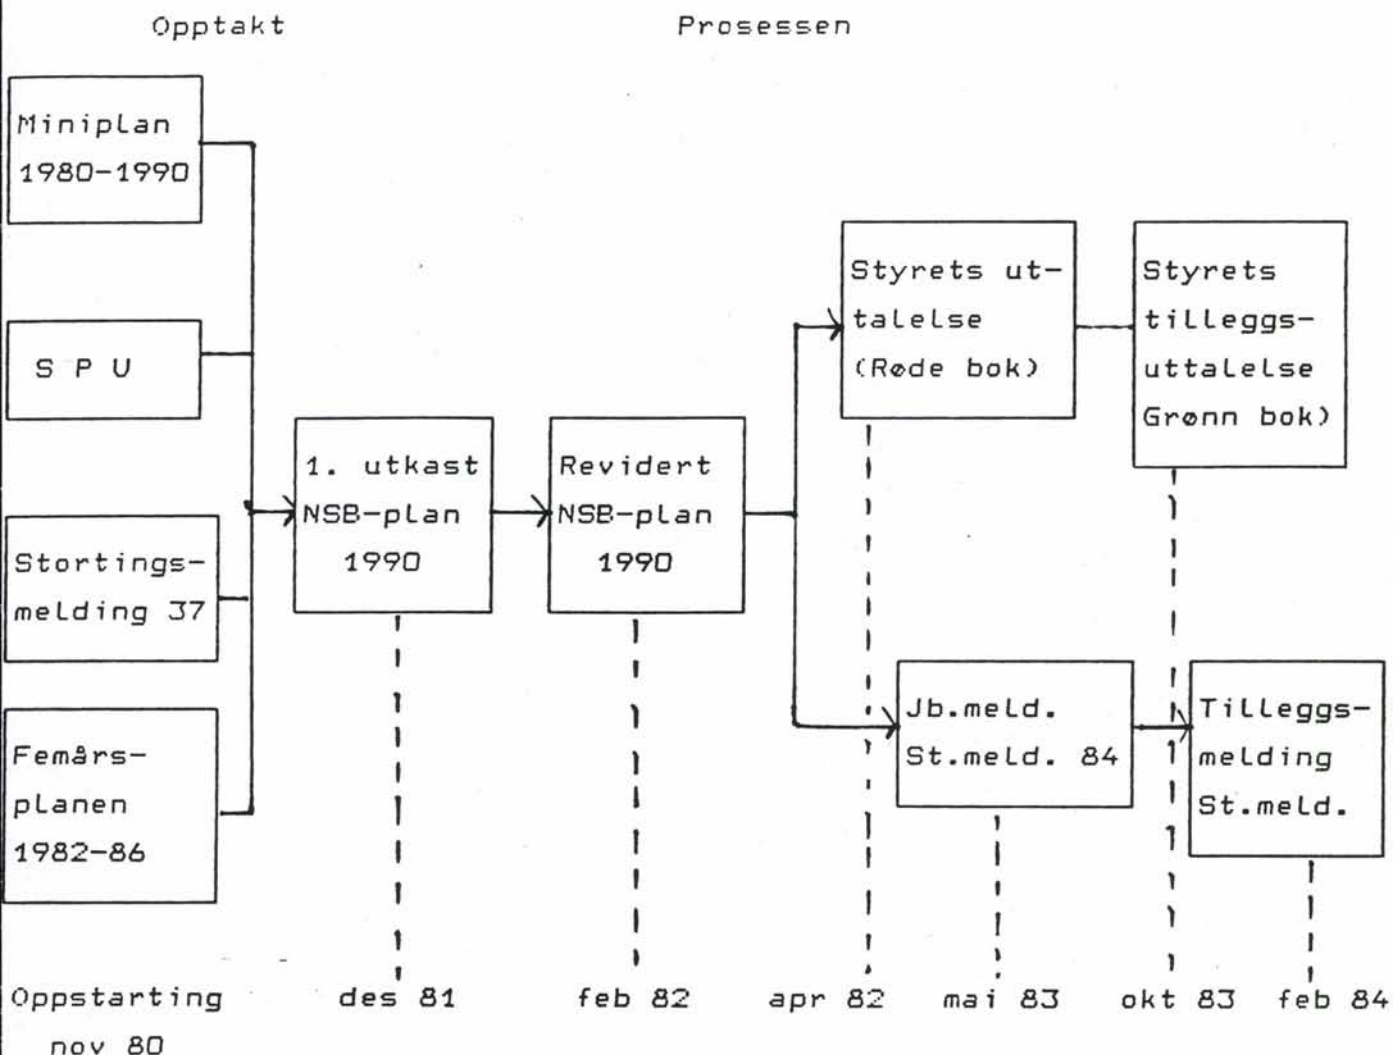 Opptakt
Prosessen
Miniplan
1980-1990
S P U
Stortings-
melding 37
Femårs-
planen
1982-86
1. utkast
NSB-plan
1990
Revidert
NSB-plan
1990
Styrets ut-
talelse
(Røde bok)
Styrets
tilleggs-
uttalelse
Grønn bok)
Jb.meld.
St.meld. 84
Tilleggs-
melding
St.meld.
Oppstarting
nov 80
des 81
feb 82
apr 82
mai 83
okt 83
feb 84